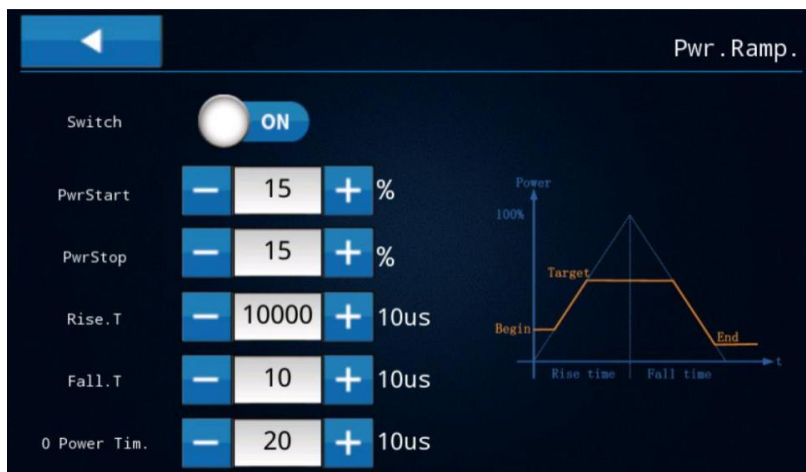 Pwr.Ramp.
Switch ON
PwrStart 15 %
PwrStop 15 %
Rise.T 10000 10us
Fall.T 10 10us
0 Power Tim. 20 10us
Power
100%
Target
Begin
End
t
Rise time Fall time